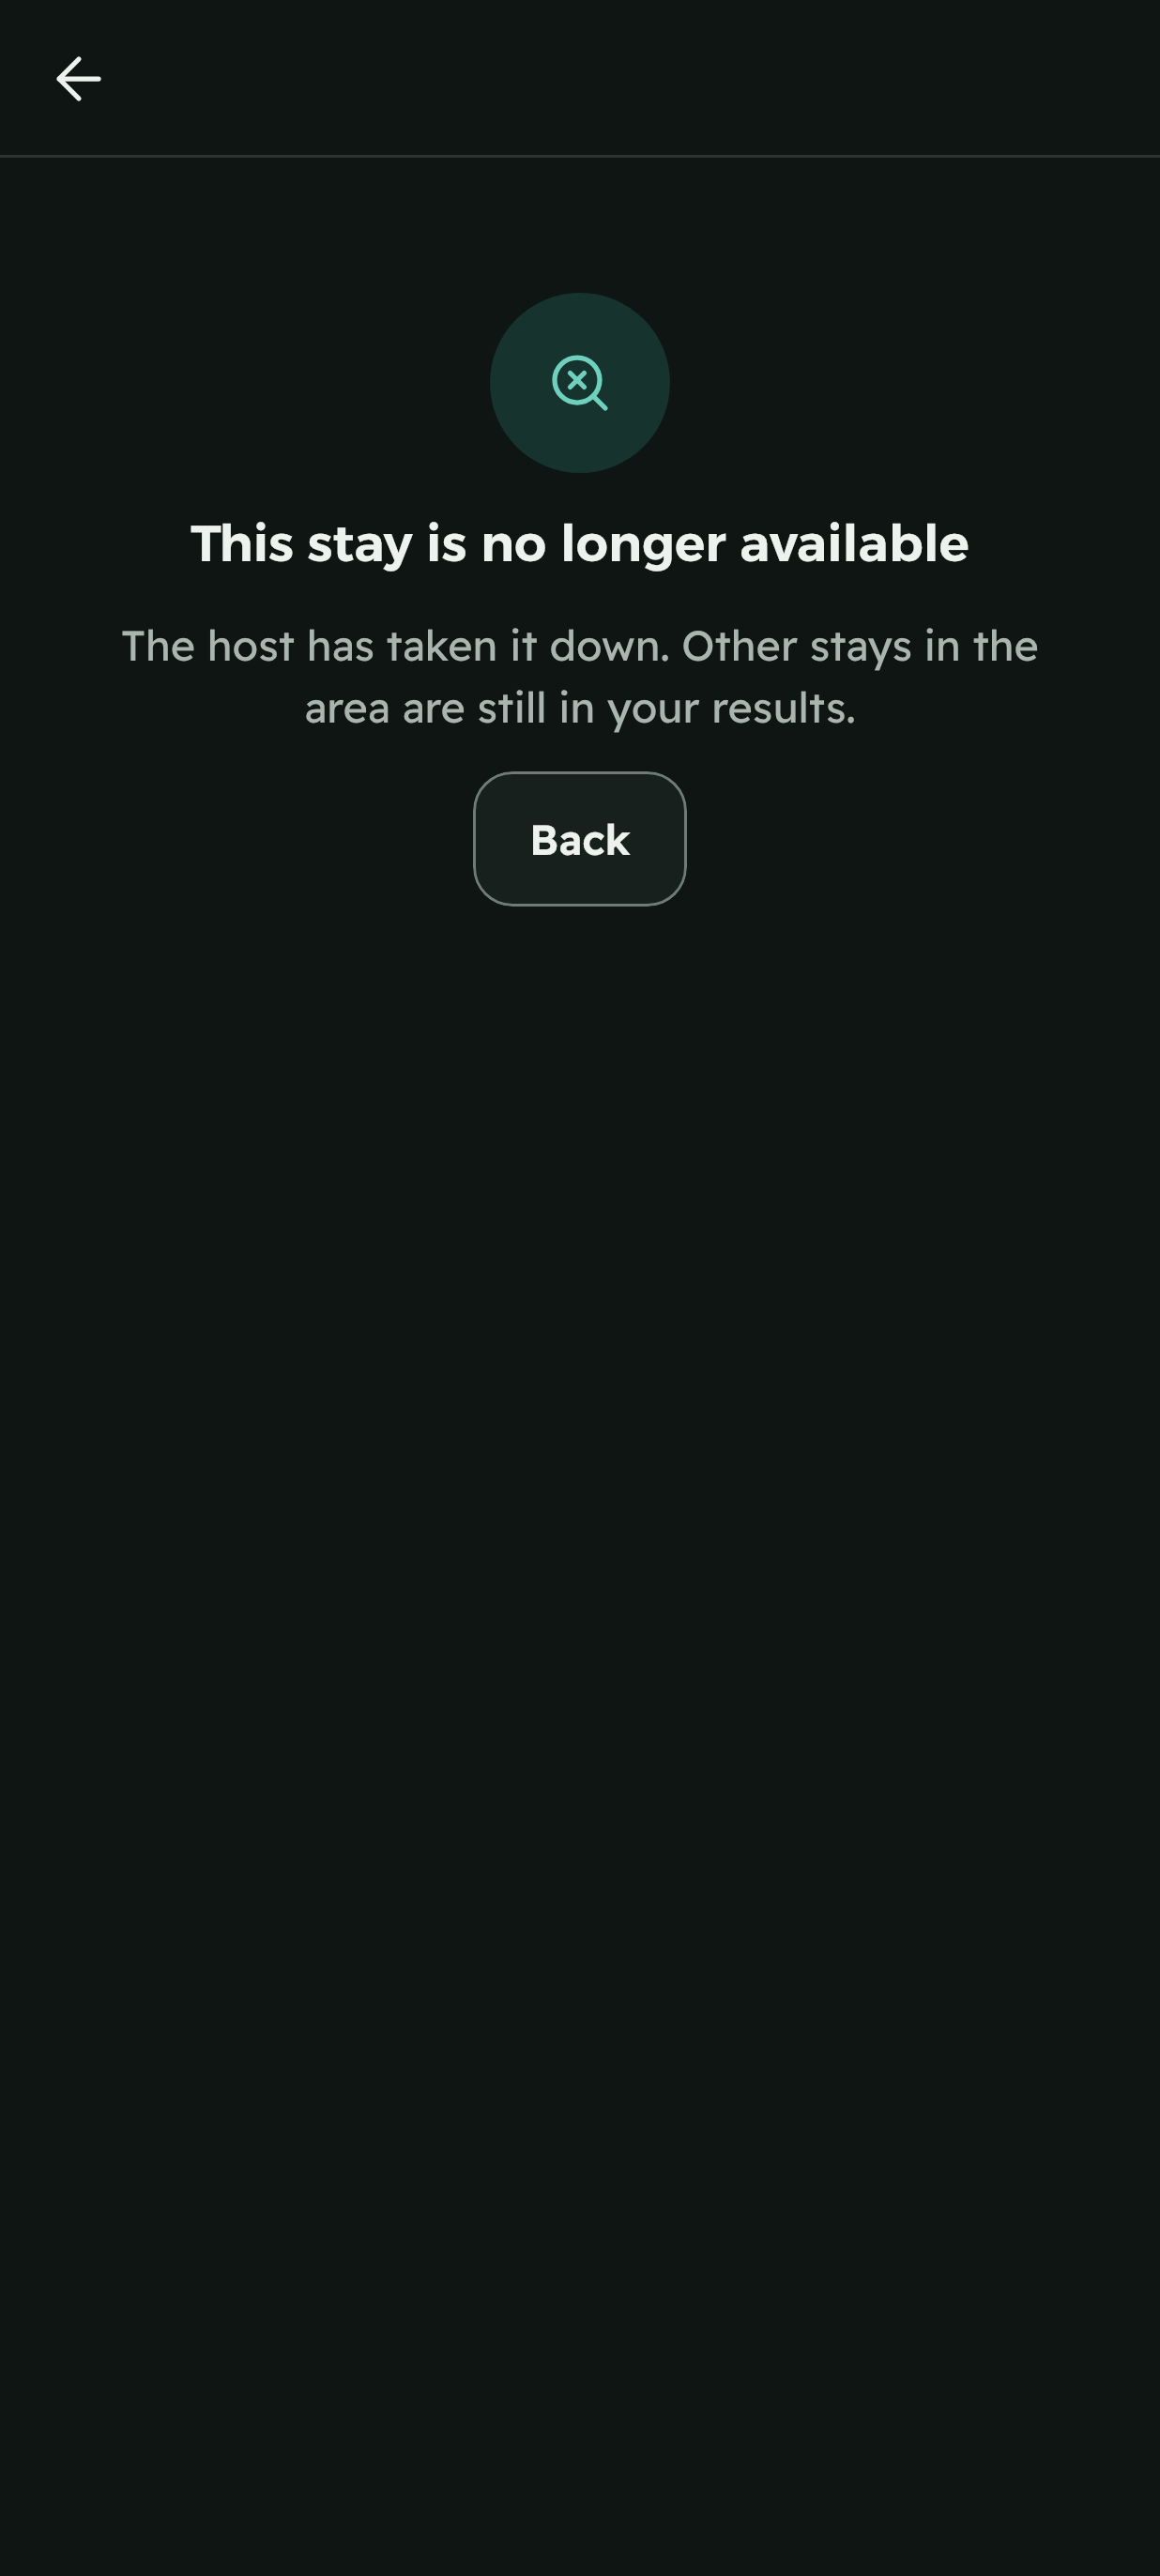 This stay is no longer available
The host has taken it down. Other stays in the
area are still in your results.
Back